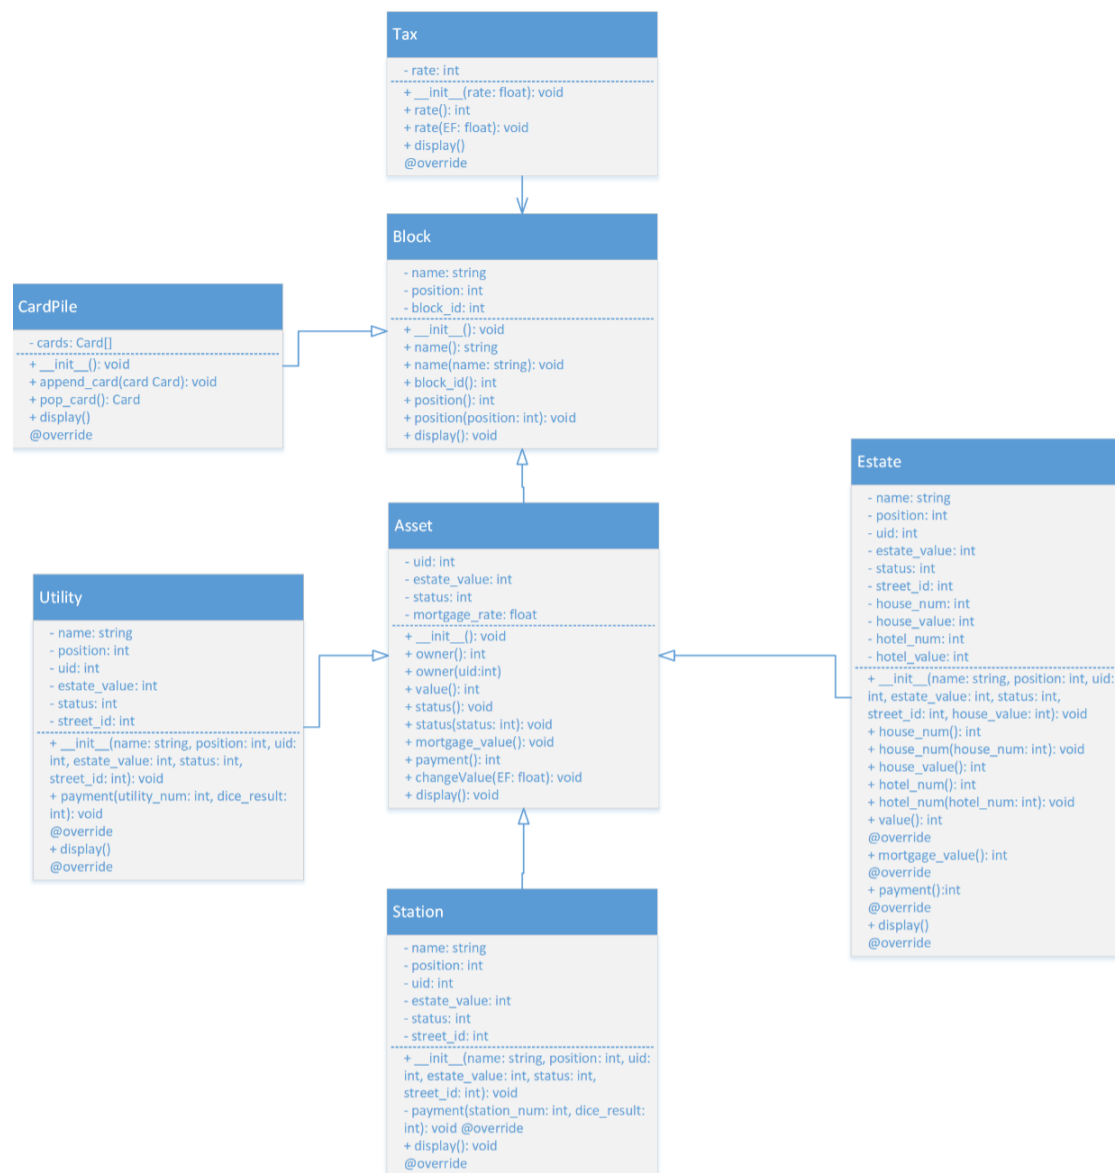 Tax
- rate: int
+ __init__(rate: float): void
+ rate(): int
+ rate(EF: float): void
+ display()
@override
Block
- name: string
- position: int
- block_id: int
+ __init__(): void
+ name(): string
+ name(name: string): void
+ block_id(): int
+ position(): int
+ position(position: int): void
+ display(): void
CardPile
- cards: Card[]
+ __init__(): void
+ append_card(card Card): void
+ pop_card(): Card
+ display()
@override
Asset
- uid: int
- estate_value: int
- status: int
- mortgage_rate: float
+ __init__(): void
+ owner(): int
+ owner(uid:int)
+ value(): int
+ status(): void
+ status(status: int): void
+ mortgage_value(): void
+ payment(): int
+ changeValue(EF: float): void
+ display(): void
Estate
- name: string
- position: int
- uid: int
- estate_value: int
- status: int
- street_id: int
- house_num: int
- house_value: int
- hotel_num: int
- hotel_value: int
+ __init__(name: string, position: int, uid:
int, estate_value: int, status: int,
street_id: int, house_value: int): void
+ house_num(): int
+ house_num(house_num: int): void
+ house_value(): int
+ hotel_num(): int
+ hotel_num(hotel_num: int): void
+ value(): int
@override
+ mortgage_value(): int
@override
+ payment():int
@override
+ display()
@override
Utility
- name: string
- position: int
- uid: int
- estate_value: int
- status: int
- street_id: int
+ __init__(name: string, position: int, uid:
int, estate_value: int, status: int,
street_id: int): void
+ payment(utility_num: int, dice_result:
int): void
@override
+ display()
@override
Station
- name: string
- position: int
- uid: int
- estate_value: int
- status: int
- street_id: int
+ __init__(name: string, position: int, uid:
int, estate_value: int, status: int,
street_id: int): void
- payment(station_num: int, dice_result:
int): void @override
+ display(): void
@override